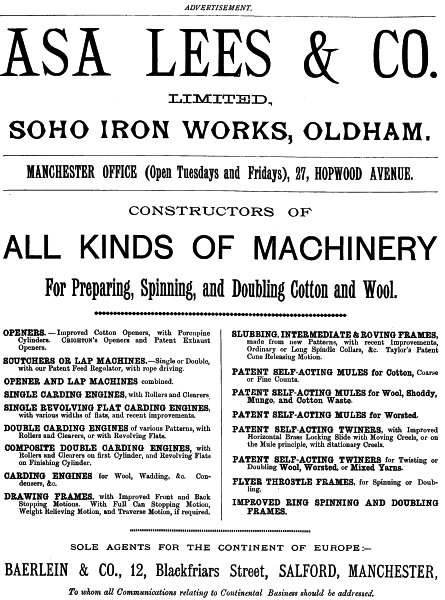 ADVERTISEMENT.
ASA LEES & CO.
LIMITED,
SOHO IRON WORKS, OLDHAM.
MANCHESTER OFFICE (Open Tuesdays and Fridays), 27, HOPWOOD AVENUE.
CONSTRUCTORS OF
ALL KINDS OF MACHINERY
For Preparing, Spinning, and Doubling Cotton and Wool.
OPENERS.—Improved Cotton Openers, with Porcupine
Cylinders. CRIGHTON'S Openers and Patent Exhaust
Openers.
SCUTCHERS OR LAP MACHINES.—Single or Double,
with our Patent Feed Regulator, with rope driving.
OPENER AND LAP MACHINES combined.
SINGLE CARDING ENGINES, with Rollers and Clearers.
SINGLE REVOLVING FLAT CARDING ENGINES,
with various widths of flats, and recent improvements.
DOUBLE CARDING ENGINES of various Patterns, with
Rollers and Clearers, or with Revolving Flats.
COMPOSITE DOUBLE CARDING ENGINES, with
Rollers and Clearers on first Cylinder, and Revolving Flats
on Finishing Cylinder.
CARDING ENGINES for Wool, Wadding, &c. Con-
densers, &c.
DRAWING FRAMES, with Improved Front and Back
Stopping Motions. With Full Can Stopping Motion,
Weight Relieving Motion, and Traverse Motion, if required.
SLUBBING, INTERMEDIATE & ROVING FRAMES,
made from new Patterns, with recent Improvements,
Ordinary or Long Spindle Collars, &c. Taylor's Patent
Cone Releasing Motion.
PATENT SELF-ACTING MULES for Cotton, Coarse
or Fine Counts.
PATENT SELF-ACTING MULES for Wool, Shoddy,
Mungo, and Cotton Waste.
PATENT SELF-ACTING MULES for Worsted.
PATENT SELF-ACTING TWINERS, with Improved
Horizontal Brass Locking Slide with Moving Creels, or on
the Mule principle, with Stationary Creels.
PATENT SELF-ACTING TWINERS for Twisting or
Doubling Wool, Worsted, or Mixed Yarns.
FLYER THROSTLE FRAMES, for Spinning or Doub-
ling.
IMPROVED RING SPINNING AND DOUBLING
FRAMES.
SOLE AGENTS FOR THE CONTINENT OF EUROPE:—
BAERLEIN & CO., 12, Blackfriars Street, SALFORD, MANCHESTER,
To whom all Communications relating to Continental Business should be addressed.